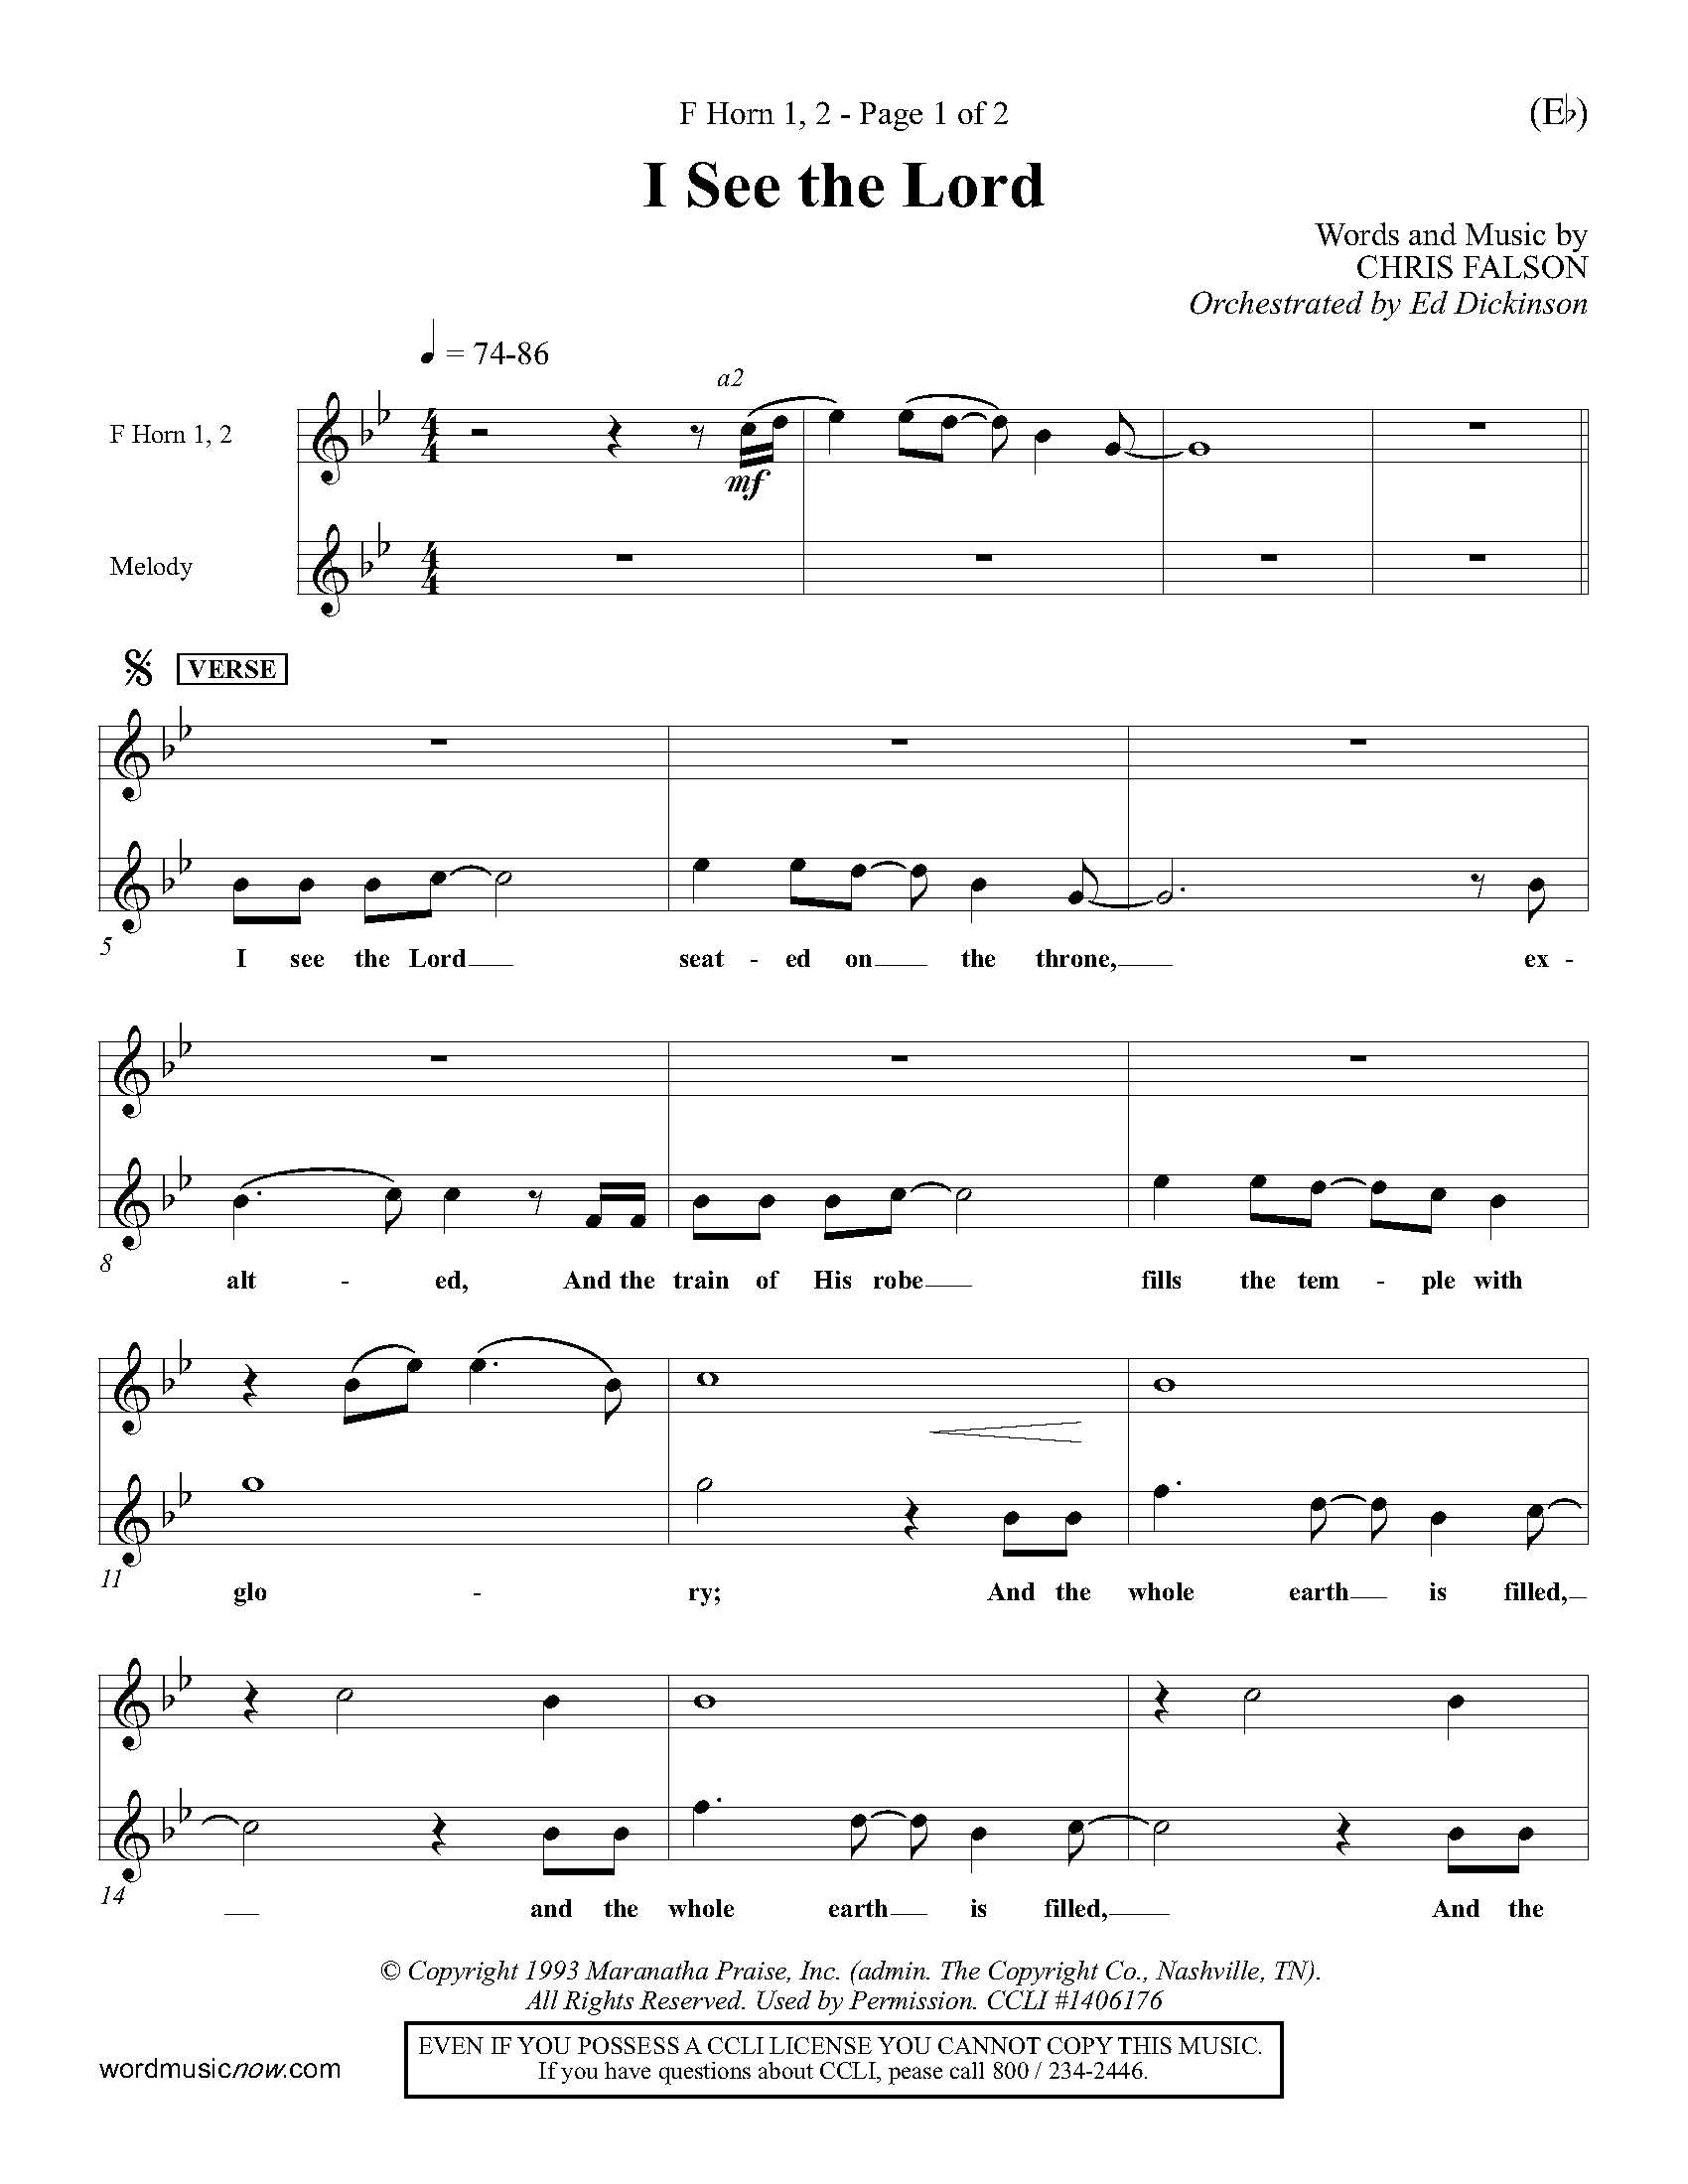 F Horn 1, 2 - Page 1 of 2
(E♭)
I See the Lord
Words and Music by
CHRIS FALSON
Orchestrated by Ed Dickinson
= 74-86
a2
F Horn 1, 2
mf
Melody
VERSE
5
I see the Lord
seat - ed on the throne, ex -
8
alt - ed, And the train of His robe fills the tem - ple with
11
glo - ry; And the whole earth is filled,
14
and the whole earth is filled, And the
© Copyright 1993 Maranatha Praise, Inc. (admin. The Copyright Co., Nashville, TN).
All Rights Reserved. Used by Permission. CCLI #1406176
EVEN IF YOU POSSESS A CCLI LICENSE YOU CANNOT COPY THIS MUSIC.
If you have questions about CCLI, pease call 800 / 234-2446.
wordmusicnow.com